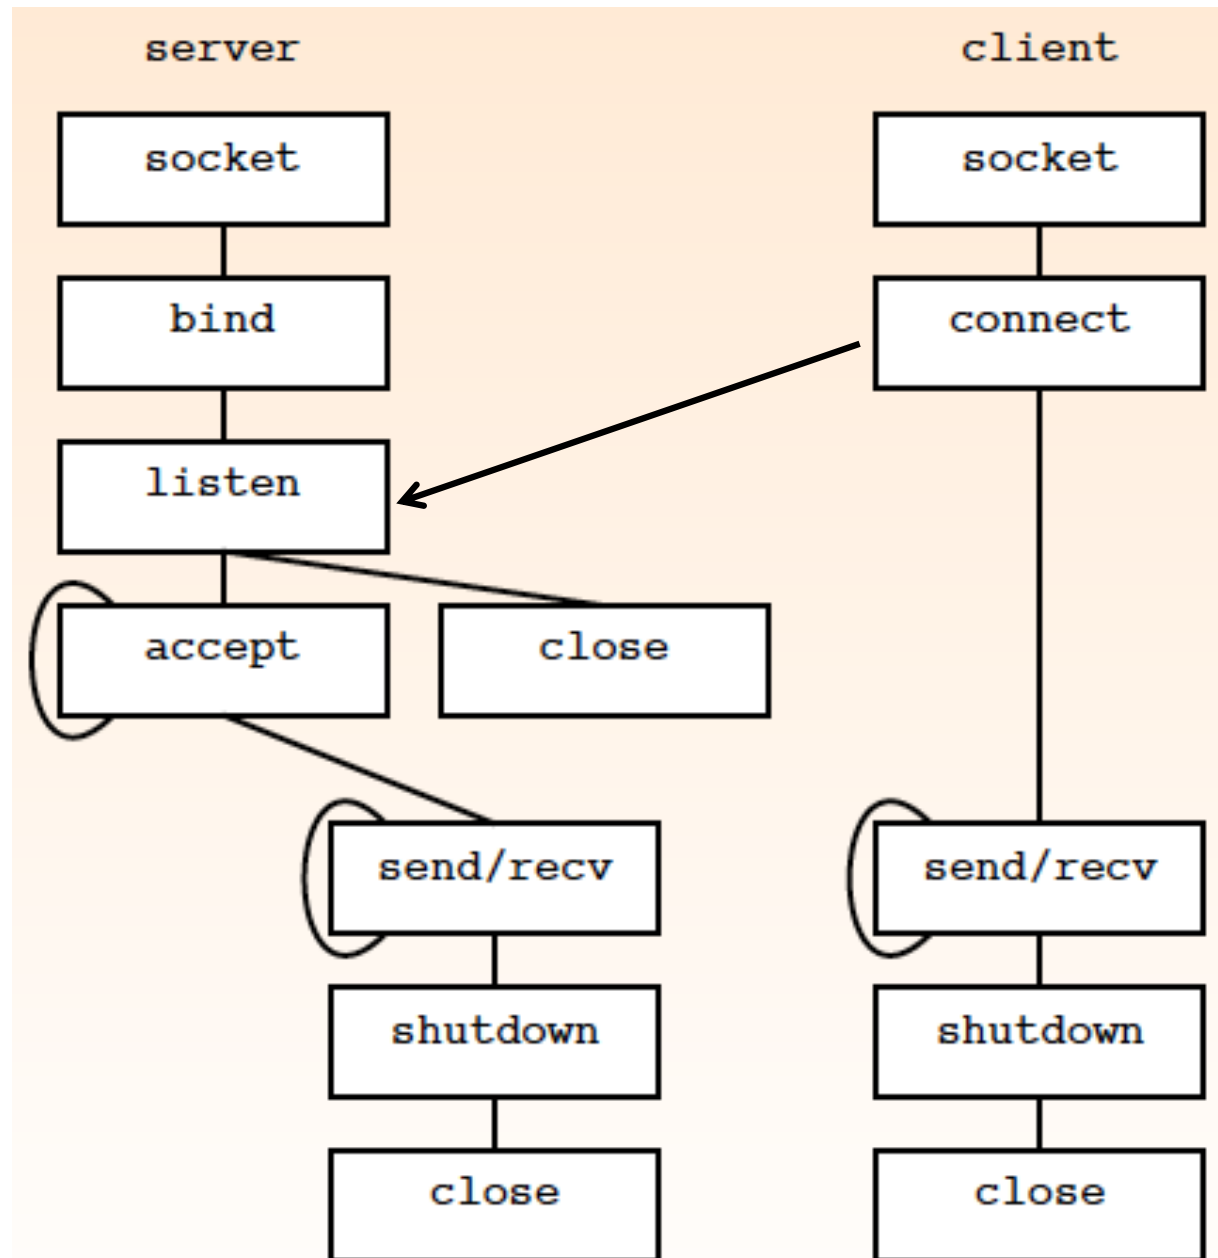 server
client
socket
socket
bind
connect
listen
accept
close
send/recv
send/recv
shutdown
shutdown
close
close